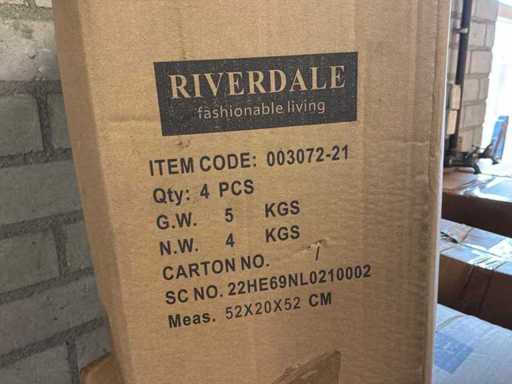 RIVERDALE
fashionable living
ITEM CODE: 003072-21
Qty: 4 PCS
G.W. 5 KGS
N.W. 4 KGS
CARTON NO. /
SC NO. 22HE69NL0210002
Meas. 52X20X52 CM